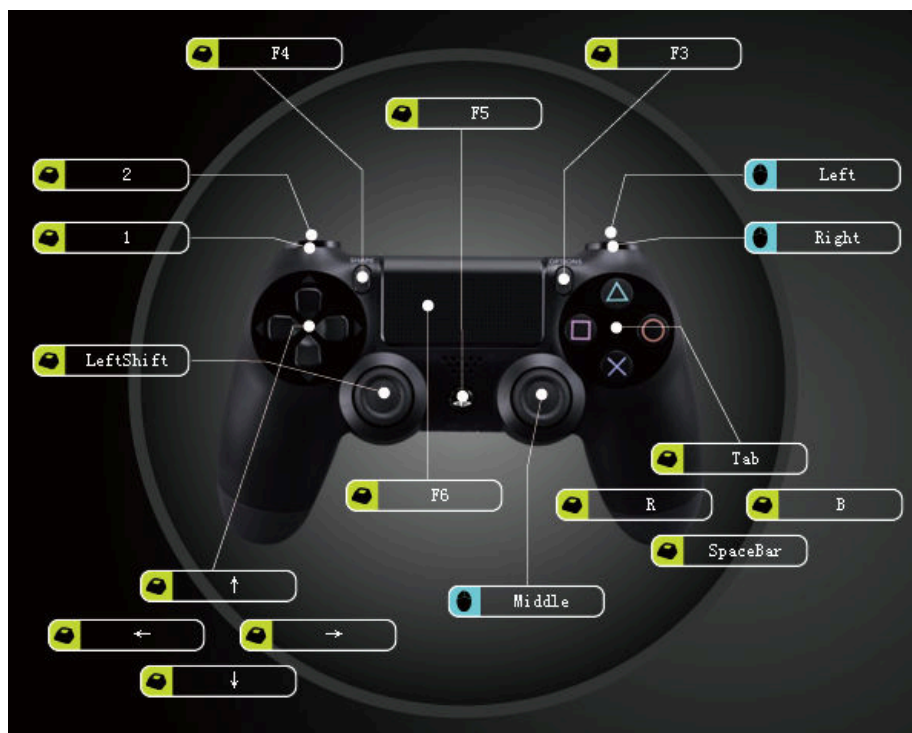 F4
F3
F5
2
Left
1
Right
SHARE
OPTIONS
LeftShift
Tab
F6
R
B
SpaceBar
↑
Middle
←
→
↓